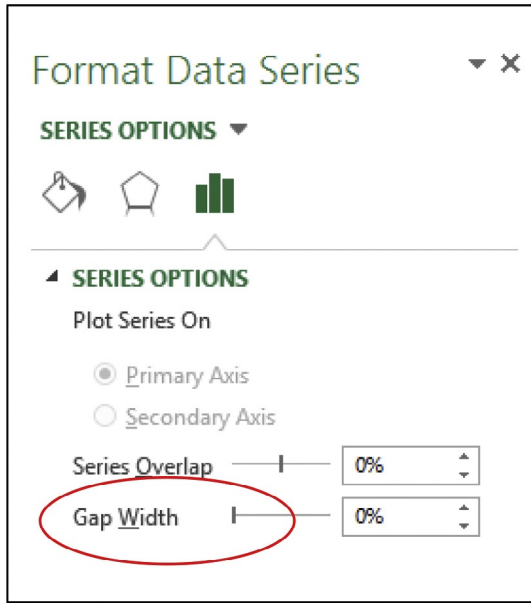 Format Data Series
SERIES OPTIONS
SERIES OPTIONS
Plot Series On
Primary Axis
Secondary Axis
Series Overlap 0%
Gap Width 0%